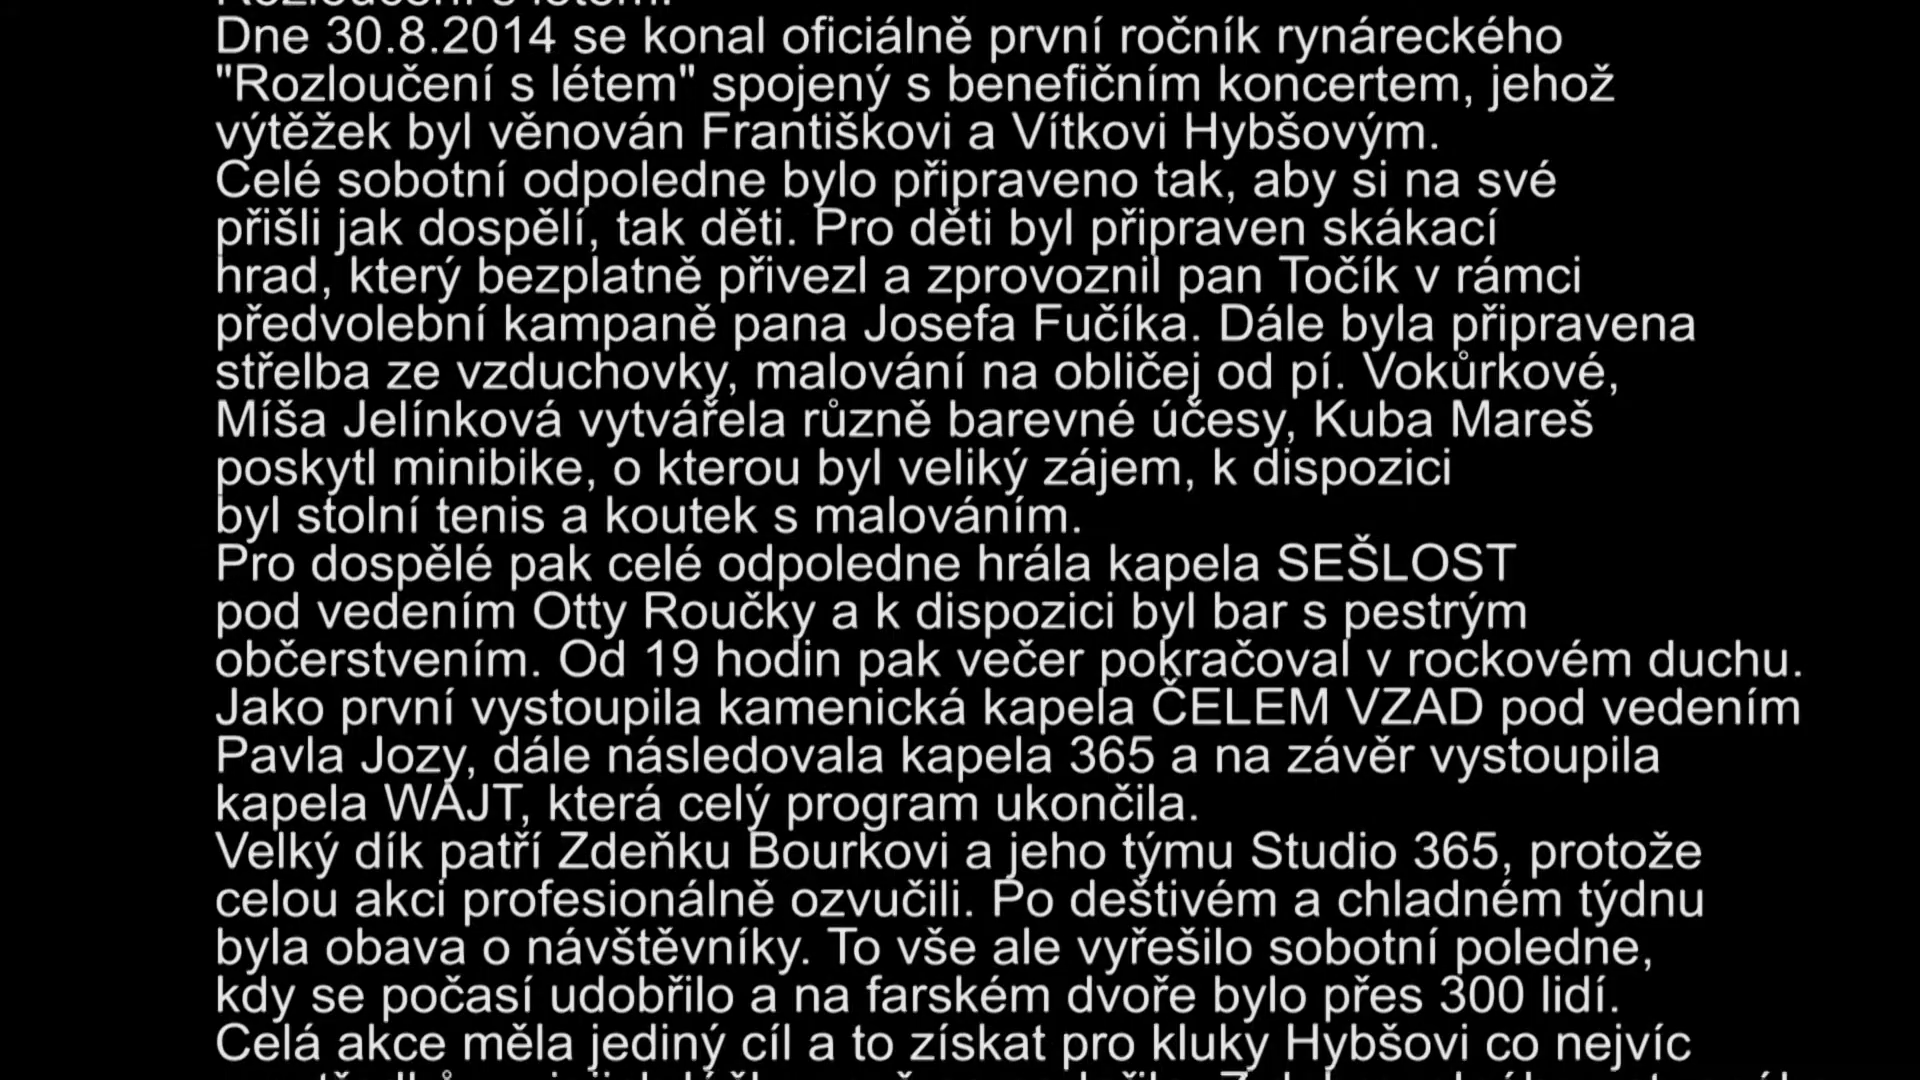 Rozloučení s létem.
Dne 30.8.2014 se konal oficiálně první ročník rynáreckého
"Rozloučení s létem" spojený s benefičním koncertem, jehož
výtěžek byl věnován Františkovi a Vítkovi Hybšovým.
Celé sobotní odpoledne bylo připraveno tak, aby si na své
přišli jak dospělí, tak děti. Pro děti byl připraven skákací
hrad, který bezplatně přivezl a zprovoznil pan Točík v rámci
předvolební kampaně pana Josefa Fučíka. Dále byla připravena
střelba ze vzduchovky, malování na obličej od pí. Vokůrkové,
Míša Jelínková vytvářela různě barevné účesy, Kuba Mareš
poskytl minibike, o kterou byl veliký zájem, k dispozici
byl stolní tenis a koutek s malováním.
Pro dospělé pak celé odpoledne hrála kapela SEŠLOST
pod vedením Otty Roučky a k dispozici byl bar s pestrým
občerstvením. Od 19 hodin pak večer pokračoval v rockovém duchu.
Jako první vystoupila kamenická kapela ČELEM VZAD pod vedením
Pavla Jozy, dále následovala kapela 365 a na závěr vystoupila
kapela WAJT, která celý program ukončila.
Velký dík patří Zdeňku Bourkovi a jeho týmu Studio 365, protože
celou akci profesionálně ozvučili. Po deštivém a chladném týdnu
byla obava o návštěvníky. To vše ale vyřešilo sobotní poledne,
kdy se počasí udobřilo a na farském dvoře bylo přes 300 lidí.
Celá akce měla jediný cíl a to získat pro kluky Hybšovi co nejvíc